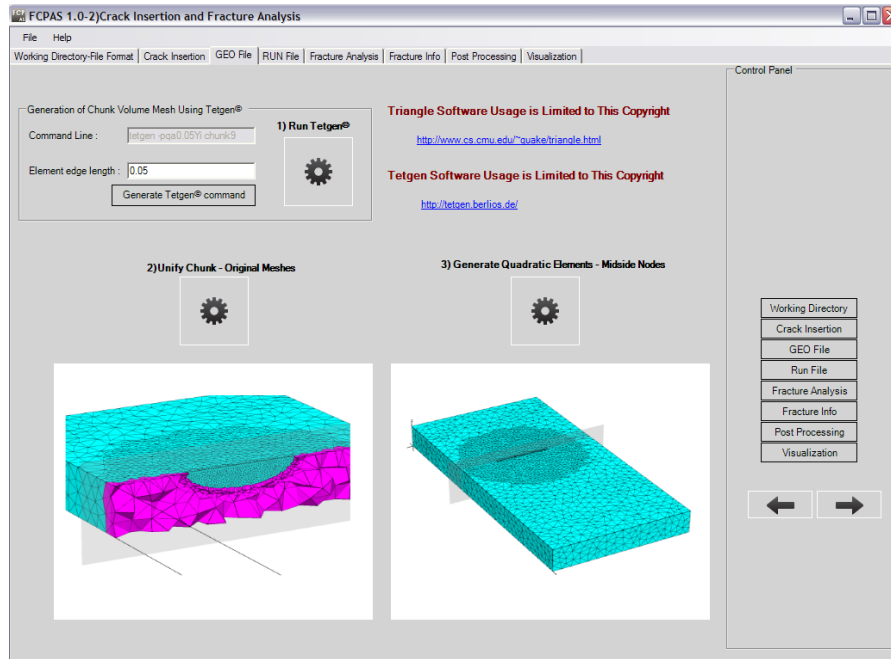 FCPAS 1.0-2)Crack Insertion and Fracture Analysis
File Help
Working Directory-File Format Crack Insertion GEO File RUN File Fracture Analysis Fracture Info Post Processing Visualization
Control Panel
Generation of Chunk Volume Mesh Using Tetgen©
Command Line :
tetgen -pqa0.05Yi chunk9
1) Run Tetgen©
Element edge length :
0.05
Generate Tetgen© command
Triangle Software Usage is Limited to This Copyright
http://www.cs.cmu.edu/~quake/triangle.html
Tetgen Software Usage is Limited to This Copyright
http://tetgen.berlios.de/
2)Unify Chunk - Original Meshes
3) Generate Quadratic Elements - Midside Nodes
Working Directory
Crack Insertion
GEO File
Run File
Fracture Analysis
Fracture Info
Post Processing
Visualization